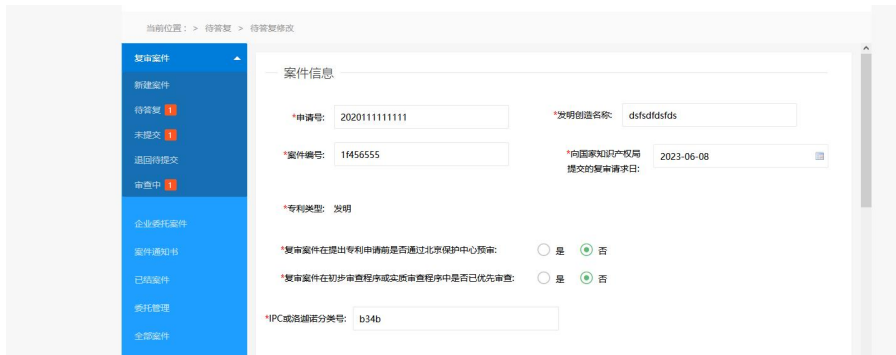 当前位置： > 待答复 > 待答复修改
复审案件
新建案件
待答复 1
未提交 1
退回待提交
审查中 1
企业委托案件
案件通知书
已结案件
委托管理
全部案件
案件信息
*申请号: 2020111111111
*发明创造名称: dsfsdfdsfds
*案件编号: 1f456555
*向国家知识产权局
提交的复审请求日: 2023-06-08
*专利类型: 发明
*复审案件在提出专利申请前是否通过北京保护中心预审: 是 否
*复审案件在初步审查程序或实质审查程序中是否已优先审查: 是 否
*IPC或洛迦诺分类号: b34b